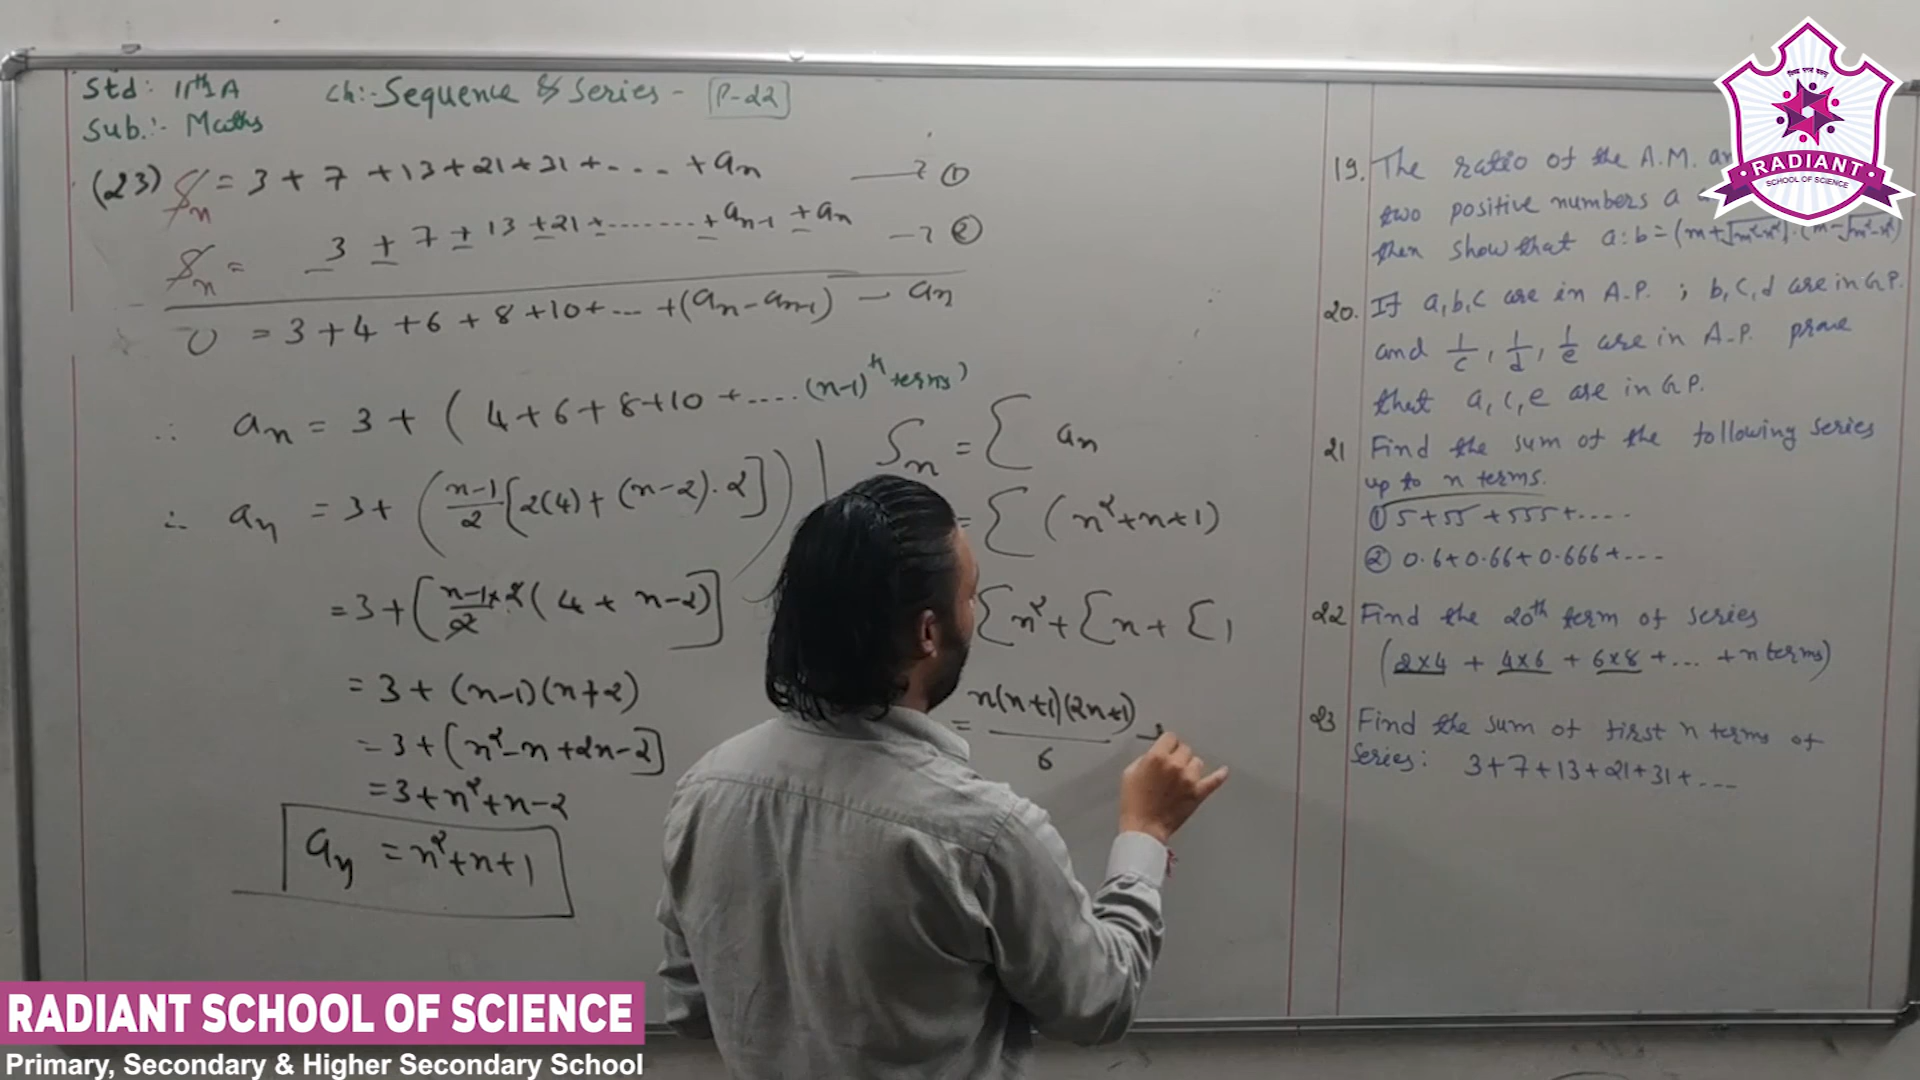 Std: 11th A Ch:- Sequence & Series - [P-22]
Sub.:- Maths
(23) Sn = 3 + 7 + 13 + 21 + 31 + .... + an → ①
Sn = 3 + 7 + 13 + 21 + ........ + an-1 + an → ②
0 = 3 + 4 + 6 + 8 + 10 + ... + (an - an-1) - an
∴ an = 3 + ( 4 + 6 + 8 + 10 + .... (n-1)th terms)
∴ an = 3 + (n-1/2 [2(4) + (n-2).2])
= 3 + [n-1/2 × 2 ( 4 + n-2)]
= 3 + (n-1)(n+2)
= 3 + [n² - n + 2n - 2]
= 3 + n² + n - 2
an = n² + n + 1
Sn = Σ an
= Σ (n² + n + 1)
Σn² + Σn + Σ1
= n(n+1)(2n+1)/6
19. The ratio of the A.M.
two positive numbers a
then show that a:b = (m+√m²-n²):(m-√m²-n²)
20. If a,b,c are in A.P. ; b,c,d are in G.P.
and 1/c, 1/d, 1/e are in A.P. prove
that a,c,e are in G.P.
21 Find the sum of the following series
up to n terms.
① 5+55+555+.....
② 0.6+0.66+0.666+...
22 Find the 20th term of series
(2×4 + 4×6 + 6×8 + ... + n terms)
23 Find the sum of first n terms of
series: 3+7+13+21+31+....
RADIANT
SCHOOL OF SCIENCE
RADIANT SCHOOL OF SCIENCE
Primary, Secondary & Higher Secondary School